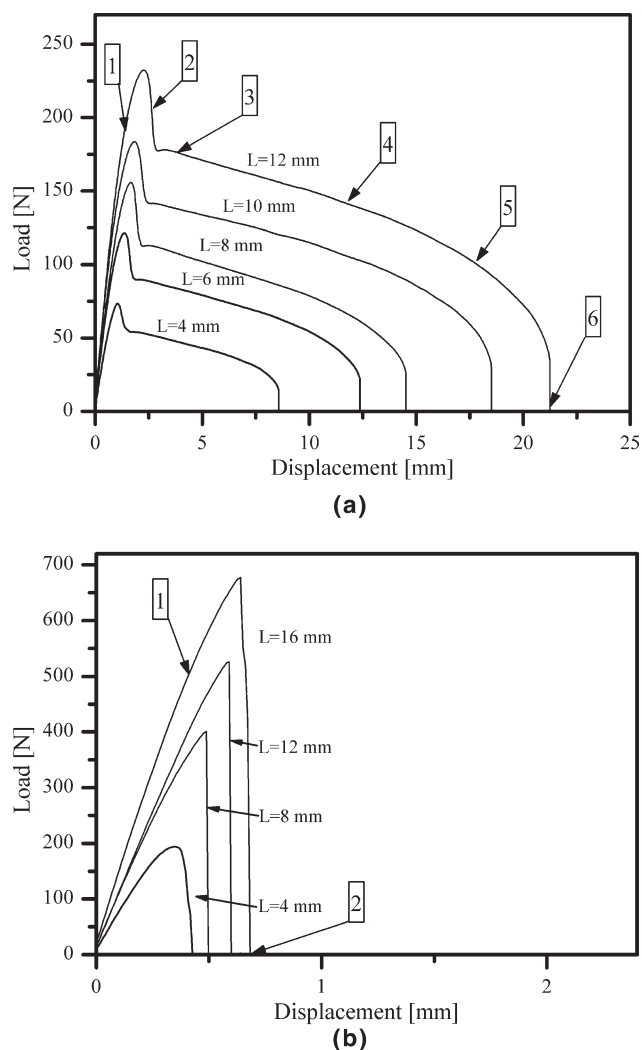 250
200
150
100
50
0
Load [N]
1
2
3
4
5
6
L=12 mm
L=10 mm
L=8 mm
L=6 mm
L=4 mm
0 5 10 15 20 25
Displacement [mm]
(a)
700
600
500
400
300
200
100
0
Load [N]
1
L=16 mm
L=12 mm
L=8 mm
L=4 mm
2
0 1 2
Displacement [mm]
(b)